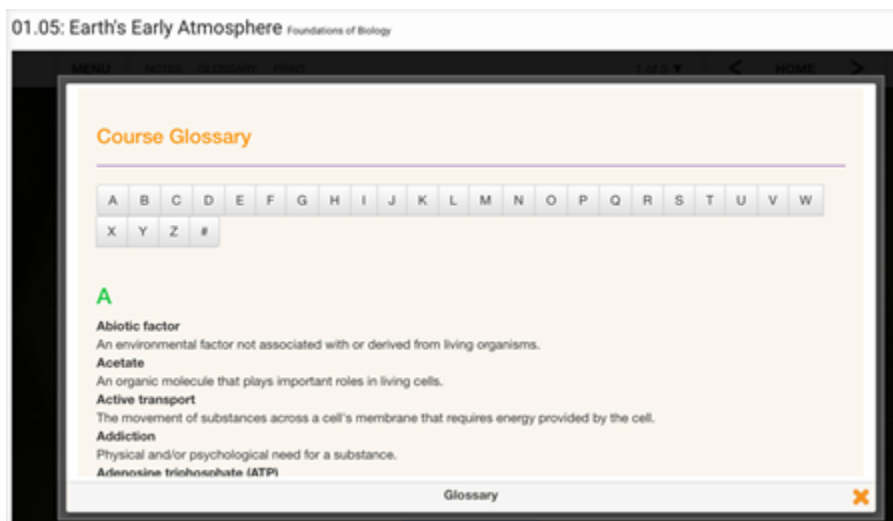 01.05: Earth's Early Atmosphere Foundations of Biology
MENU NOTES GLOSSARY PRINT 1 of 5 ▼ < HOME >
Course Glossary
A B C D E F G H I J K L M N O P Q R S T U V W
X Y Z #
A
Abiotic factor
An environmental factor not associated with or derived from living organisms.
Acetate
An organic molecule that plays important roles in living cells.
Active transport
The movement of substances across a cell's membrane that requires energy provided by the cell.
Addiction
Physical and/or psychological need for a substance.
Adenosine triphosphate (ATP)
Glossary